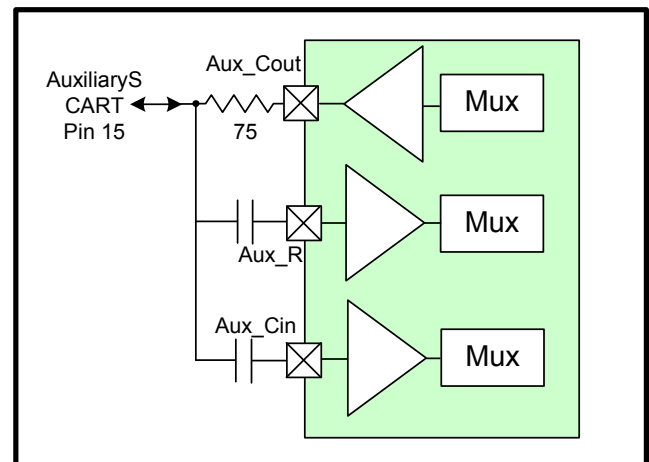 Aux_Cout
AuxiliaryS
CART
Pin 15
75
Mux
Aux_R
Mux
Aux_Cin
Mux